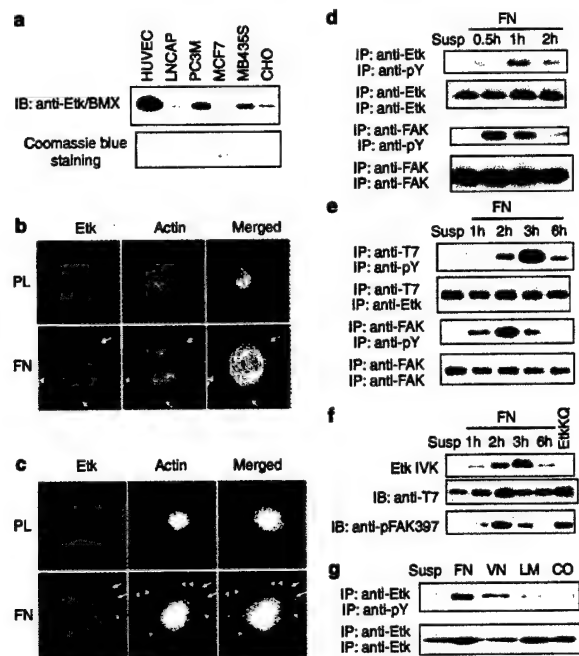 a
HUVEC LNCAP PC3M MCF7 MB435S CHO
IB: anti-Etk/BMX
Coomassie blue
staining
b
Etk Actin Merged
PL
FN
c
Etk Actin Merged
PL
FN
d
FN
Susp 0.5h 1h 2h
IP: anti-Etk
IP: anti-pY
IP: anti-Etk
IP: anti-Etk
IP: anti-FAK
IP: anti-pY
IP: anti-FAK
IP: anti-FAK
e
FN
Susp 1h 2h 3h 6h
IP: anti-T7
IP: anti-pY
IP: anti-T7
IP: anti-Etk
IP: anti-FAK
IP: anti-pY
IP: anti-FAK
IP: anti-FAK
f
FN
Susp 1h 2h 3h 6h EtkKQ
Etk IVK
IB: anti-T7
IB: anti-pFAK397
g
Susp FN VN LM CO
IP: anti-Etk
IP: anti-pY
IP: anti-Etk
IP: anti-Etk